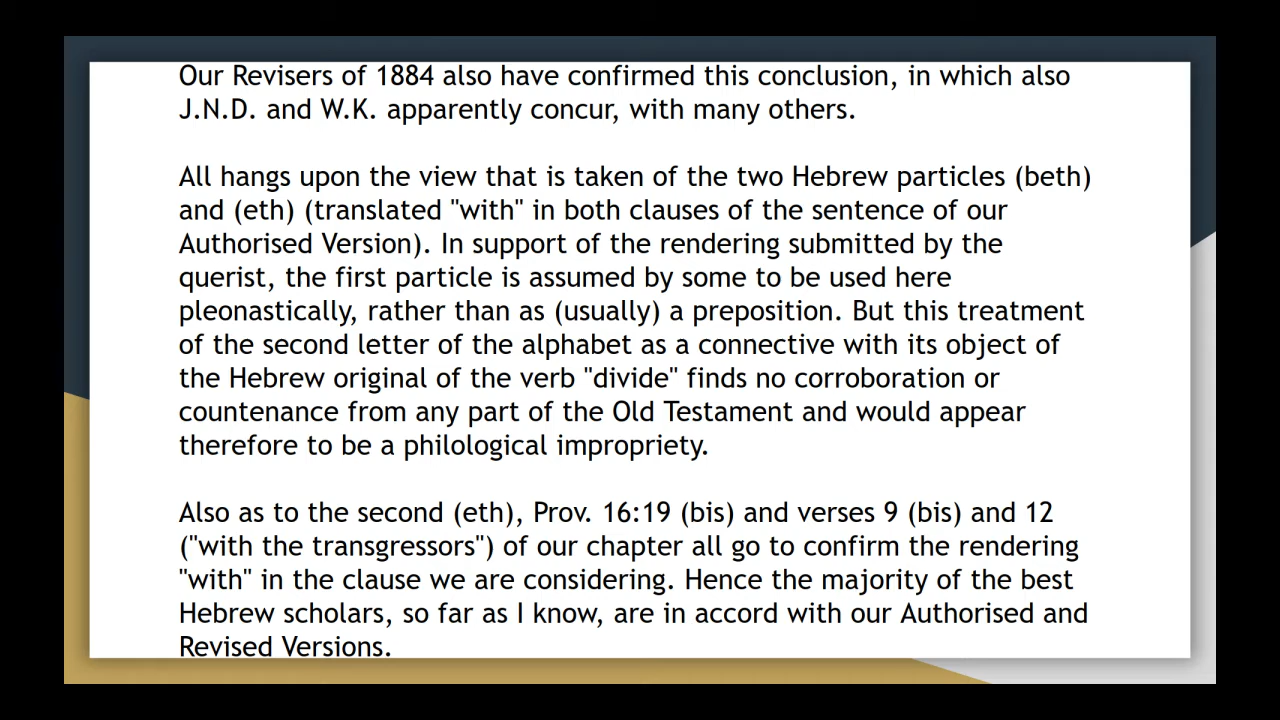 Our Revisers of 1884 also have confirmed this conclusion, in which also
J.N.D. and W.K. apparently concur, with many others.
All hangs upon the view that is taken of the two Hebrew particles (beth)
and (eth) (translated "with" in both clauses of the sentence of our
Authorised Version). In support of the rendering submitted by the
querist, the first particle is assumed by some to be used here
pleonastically, rather than as (usually) a preposition. But this treatment
of the second letter of the alphabet as a connective with its object of
the Hebrew original of the verb "divide" finds no corroboration or
countenance from any part of the Old Testament and would appear
therefore to be a philological impropriety.
Also as to the second (eth), Prov. 16:19 (bis) and verses 9 (bis) and 12
("with the transgressors") of our chapter all go to confirm the rendering
"with" in the clause we are considering. Hence the majority of the best
Hebrew scholars, so far as I know, are in accord with our Authorised and
Revised Versions.